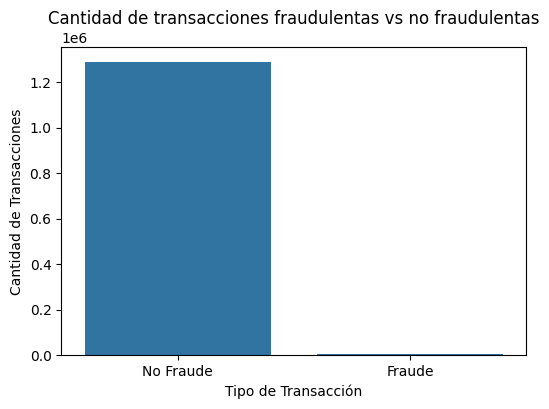 Cantidad de transacciones fraudulentas vs no fraudulentas
1e6
1.2
1.0
0.8
0.6
0.4
0.2
0.0
Cantidad de Transacciones
No Fraude
Fraude
Tipo de Transacción